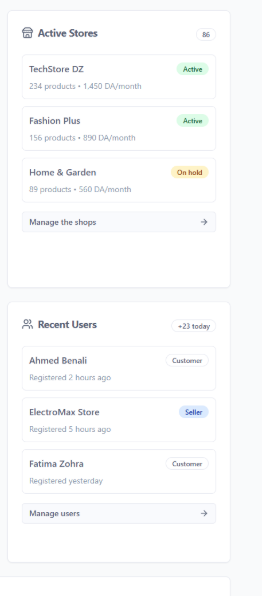 Active Stores
86
TechStore DZ
Active
234 products • 1,450 DA/month
Fashion Plus
Active
156 products • 890 DA/month
Home & Garden
On hold
89 products • 560 DA/month
Manage the shops →
Recent Users
+23 today
Ahmed Benali
Customer
Registered 2 hours ago
ElectroMax Store
Seller
Registered 5 hours ago
Fatima Zohra
Customer
Registered yesterday
Manage users →